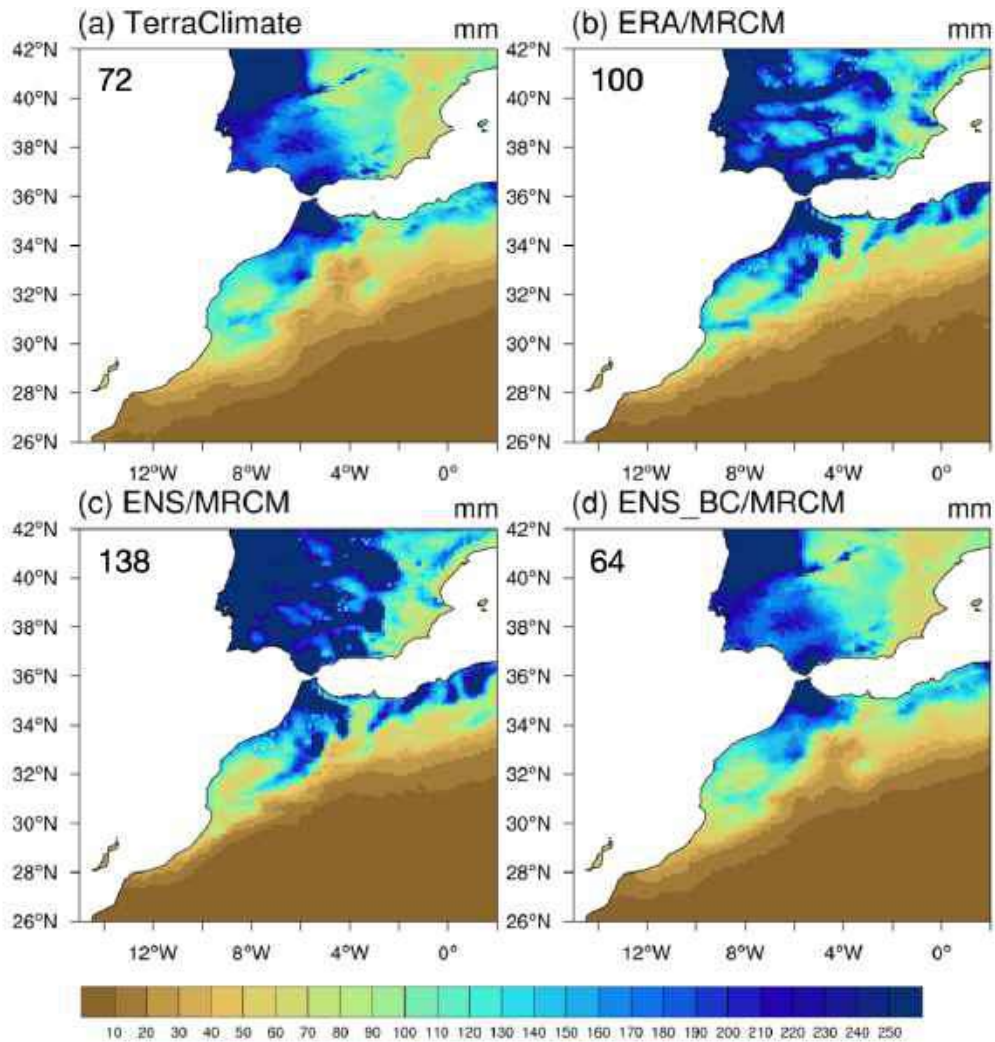 (a) TerraClimate mm (b) ERA/MRCM mm
42°N 42°N
72 100
40°N 40°N
38°N 38°N
36°N 36°N
34°N 34°N
32°N 32°N
30°N 30°N
28°N 28°N
26°N 26°N
12°W 8°W 4°W 0° 12°W 8°W 4°W 0°
(c) ENS/MRCM mm (d) ENS_BC/MRCM mm
42°N 42°N
138 64
40°N 40°N
38°N 38°N
36°N 36°N
34°N 34°N
32°N 32°N
30°N 30°N
28°N 28°N
26°N 26°N
12°W 8°W 4°W 0° 12°W 8°W 4°W 0°
10 20 30 40 50 60 70 80 90 100 110 120 130 140 150 160 170 180 190 200 210 220 230 240 250